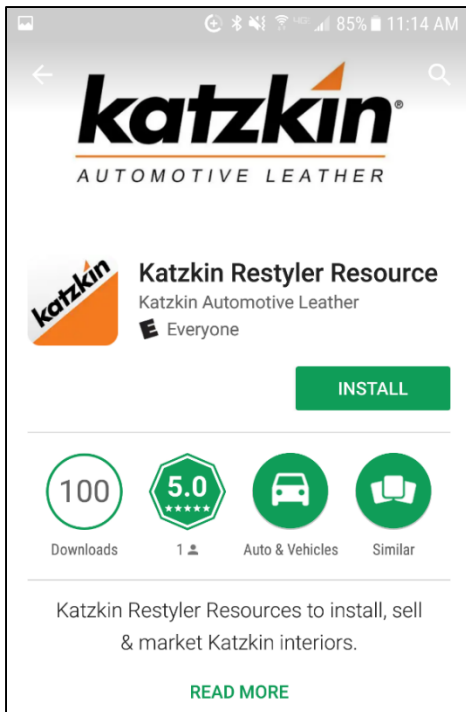 85% 11:14 AM
katzkin®
AUTOMOTIVE LEATHER
katzkin
Katzkin Restyler Resource
Katzkin Automotive Leather
E Everyone
INSTALL
100
5.0
Downloads
1
Auto & Vehicles
Similar
Katzkin Restyler Resources to install, sell
& market Katzkin interiors.
READ MORE